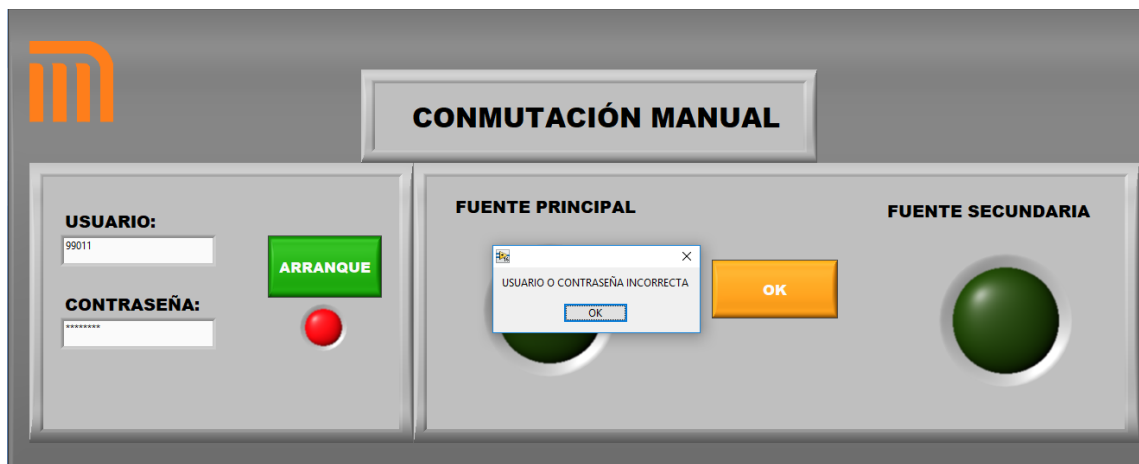 CONMUTACIÓN MANUAL
USUARIO:
99011
ARRANQUE
CONTRASEÑA:
********
FUENTE PRINCIPAL
USUARIO O CONTRASEÑA INCORRECTA
OK
OK
FUENTE SECUNDARIA